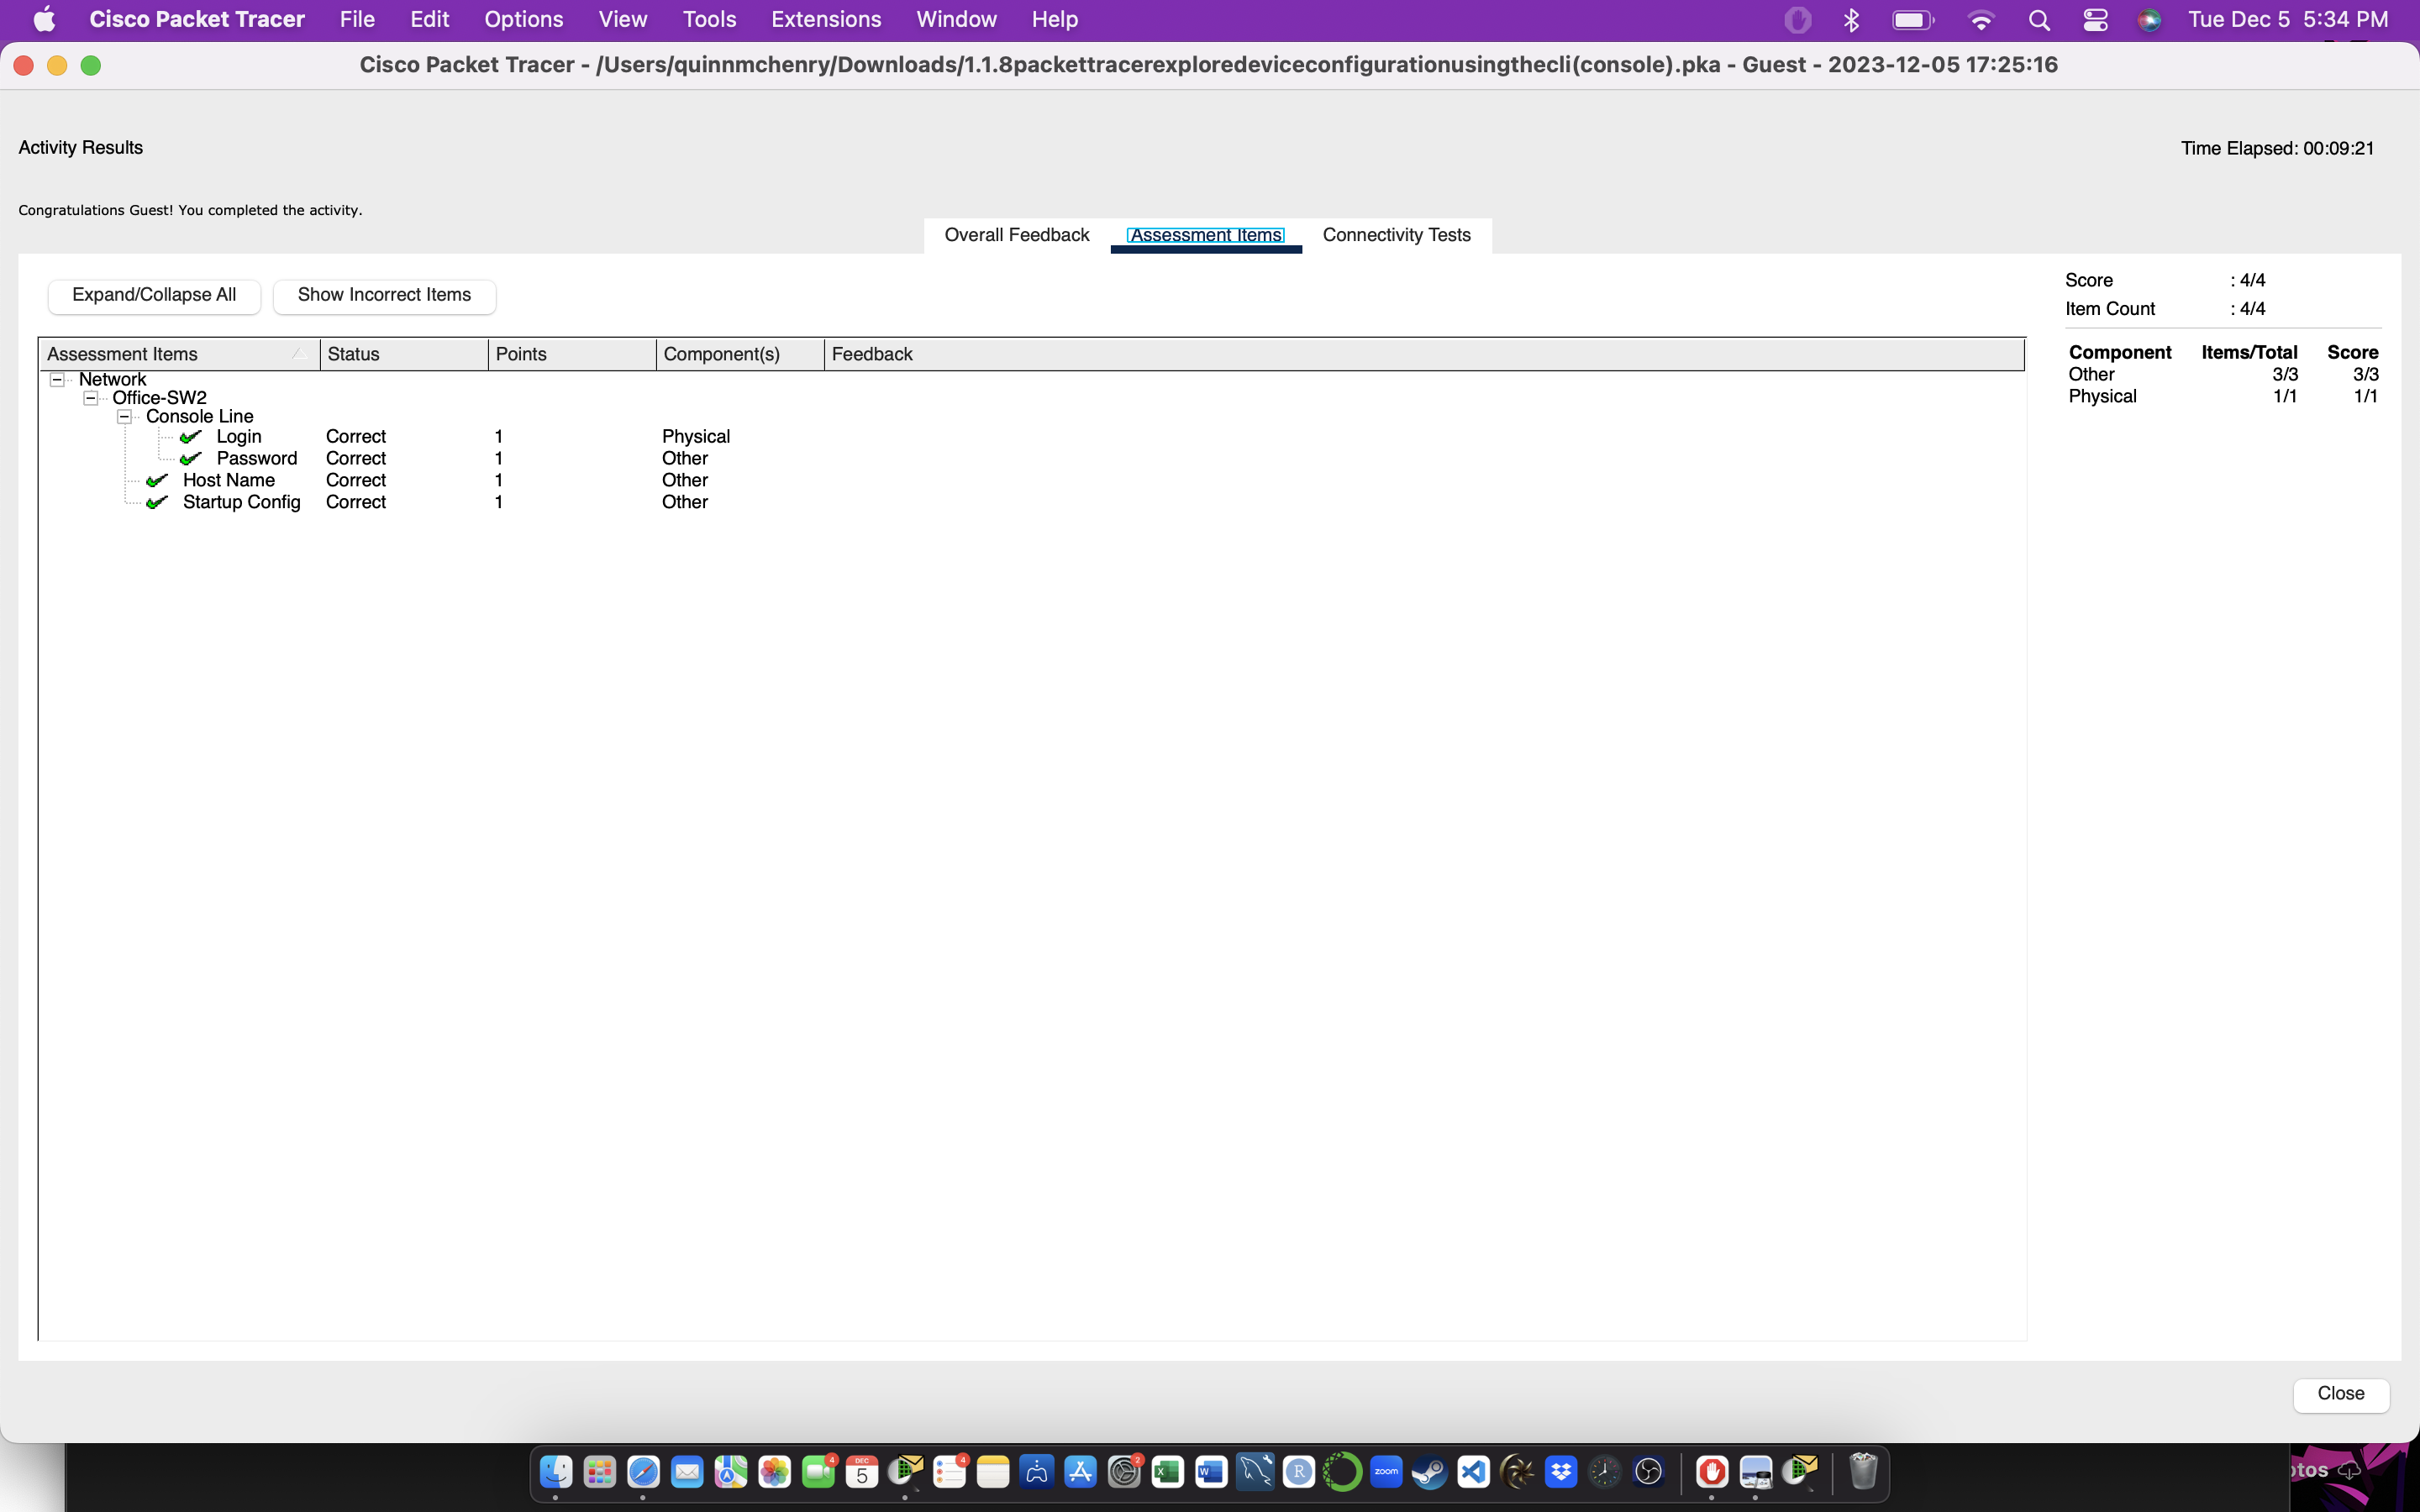 Cisco Packet Tracer File Edit Options View Tools Extensions Window Help Tue Dec 5 5:34 PM
Cisco Packet Tracer - /Users/quinnmchenry/Downloads/1.1.8packettracerexploredeviceconfigurationusingthecli(console).pka - Guest - 2023-12-05 17:25:16
Activity Results Time Elapsed: 00:09:21
Congratulations Guest! You completed the activity.
Overall Feedback Assessment Items Connectivity Tests
Expand/Collapse All Show Incorrect Items
Score : 4/4
Item Count : 4/4
Assessment Items Status Points Component(s) Feedback
Component Items/Total Score
Other 3/3 3/3
Physical 1/1 1/1
Network
Office-SW2
Console Line
Login Correct 1 Physical
Password Correct 1 Other
Host Name Correct 1 Other
Startup Config Correct 1 Other
Close
4 DEC 5 4 2 X W R zoom
otos